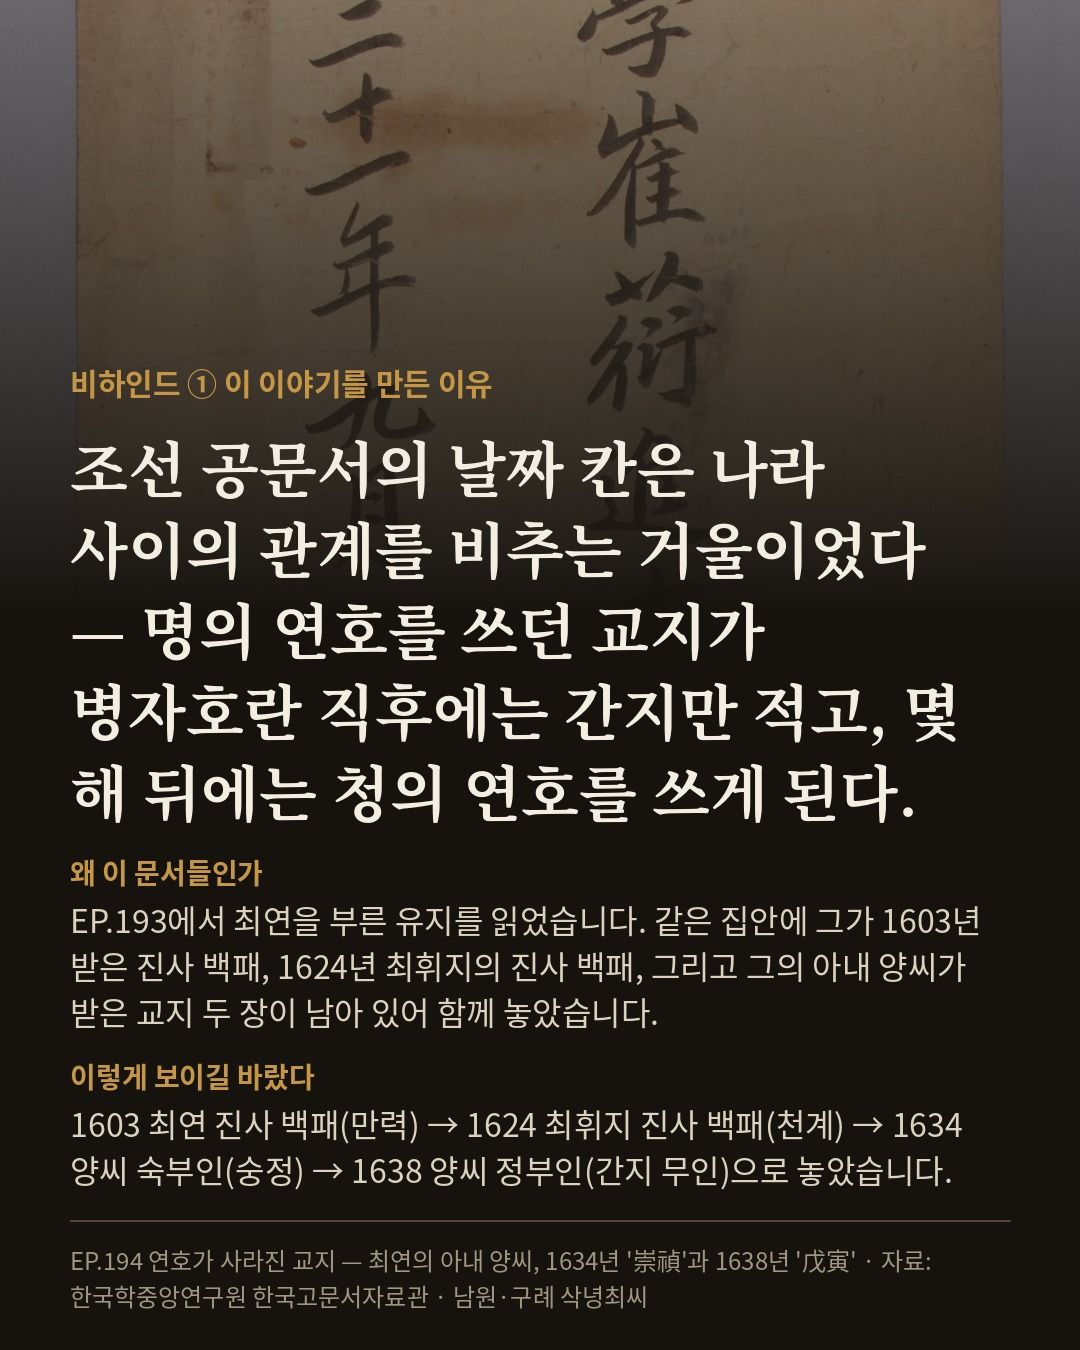 學崔葕進
二十一年九月
비하인드 ① 이 이야기를 만든 이유
조선 공문서의 날짜 칸은 나라
사이의 관계를 비추는 거울이었다
— 명의 연호를 쓰던 교지가
병자호란 직후에는 간지만 적고, 몇
해 뒤에는 청의 연호를 쓰게 된다.
왜 이 문서들인가
EP.193에서 최연을 부른 유지를 읽었습니다. 같은 집안에 그가 1603년
받은 진사 백패, 1624년 최휘지의 진사 백패, 그리고 그의 아내 양씨가
받은 교지 두 장이 남아 있어 함께 놓았습니다.
이렇게 보이길 바랐다
1603 최연 진사 백패(만력) → 1624 최휘지 진사 백패(천계) → 1634
양씨 숙부인(숭정) → 1638 양씨 정부인(간지 무인)으로 놓았습니다.
EP.194 연호가 사라진 교지 — 최연의 아내 양씨, 1634년 '崇禎'과 1638년 '戊寅' · 자료:
한국학중앙연구원 한국고문서자료관 · 남원·구례 삭녕최씨